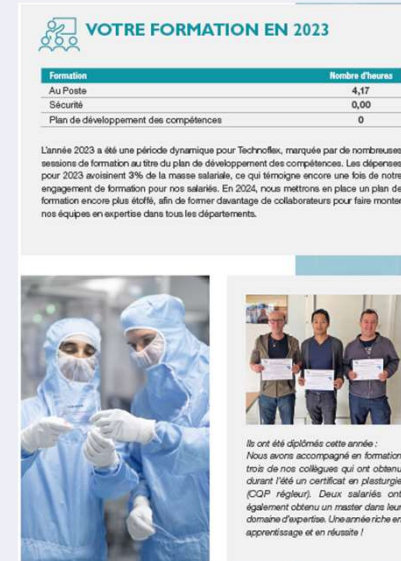 VOTRE FORMATION EN 2023
Formation Nombre d'heures
Au Poste 4,17
Sécurité 0,00
Plan de développement des compétences 0
L'année 2023 a été une période dynamique pour Technoflex, marquée par de nombreuses
sessions de formation au titre du plan de développement des compétences. Les dépenses
pour 2023 avoisinent 3% de la masse salariale, ce qui témoigne encore une fois de notre
engagement de formation pour nos salariés. En 2024, nous mettrons en place un plan de
formation encore plus étoffé, afin de former davantage de collaborateurs pour faire monter
nos équipes en expertise dans tous les départements.
Ils ont été diplômés cette année :
Nous avons accompagné en formation
trois de nos collègues qui ont obtenu
durant l'été un certificat en plasturgie
(CQP régleur). Deux salariés ont
également obtenu un master dans leur
domaine d'expertise. Une année riche en
apprentissage et en réussite !